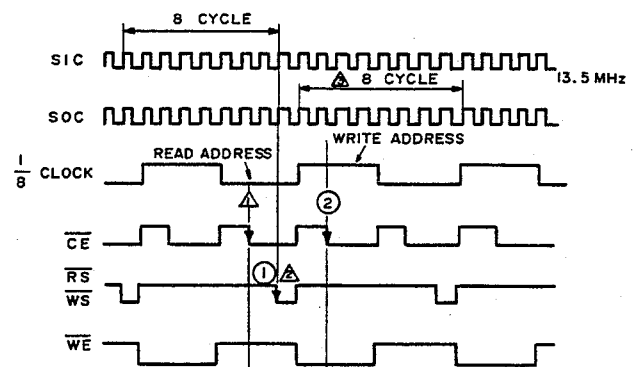 8 CYCLE
SIC
13.5 MHz
3 8 CYCLE
SOC
READ ADDRESS
WRITE ADDRESS
1/8 CLOCK
1
2
CE
1 2
RS
WS
WE